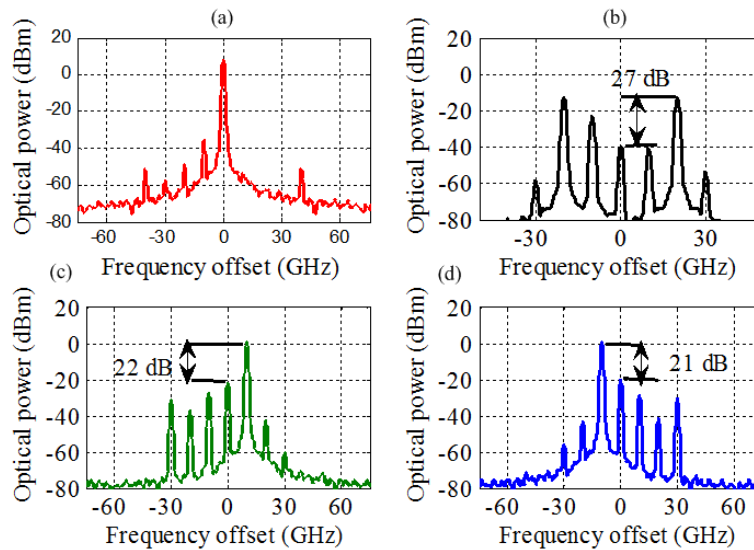 (a)
Optical power (dBm)
20
0
-20
-40
-60
-80
-60
-30
0
30
60
Frequency offset (GHz)
(b)
Optical power (dBm)
20
0
-20
-40
-60
-80
27 dB
-30
0
30
Frequency offset (GHz)
(c)
Optical power (dBm)
20
0
-20
-40
-60
-80
22 dB
-60
-30
0
30
60
Frequency offset (GHz)
(d)
Optical power (dBm)
20
0
-20
-40
-60
-80
21 dB
-60
-30
0
30
60
Frequency offset (GHz)